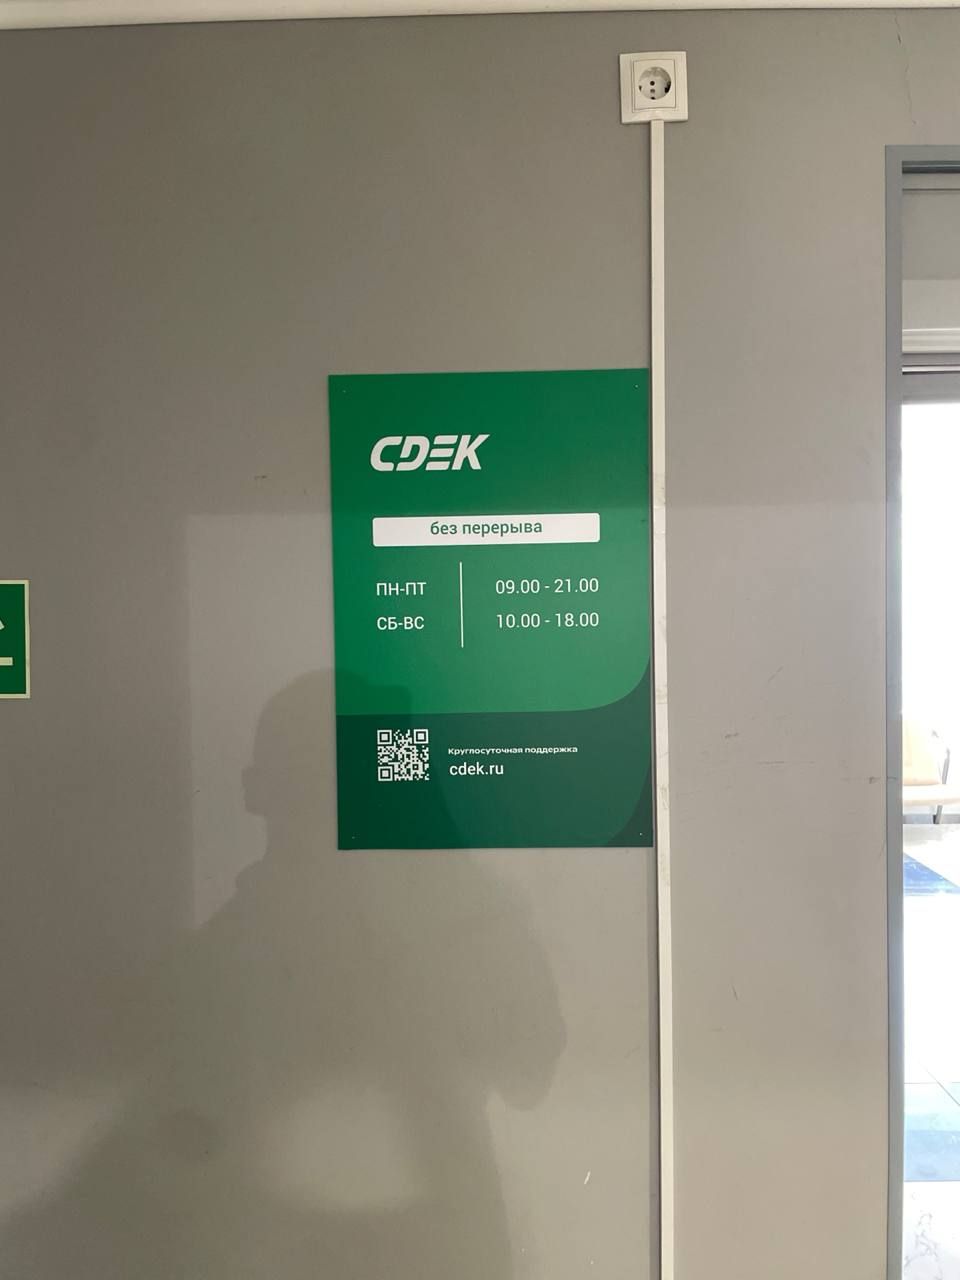 CDEK
без перерыва
ПН-ПТ 09.00 - 21.00
СБ-ВС 10.00 - 18.00
Круглосуточная поддержка
cdek.ru